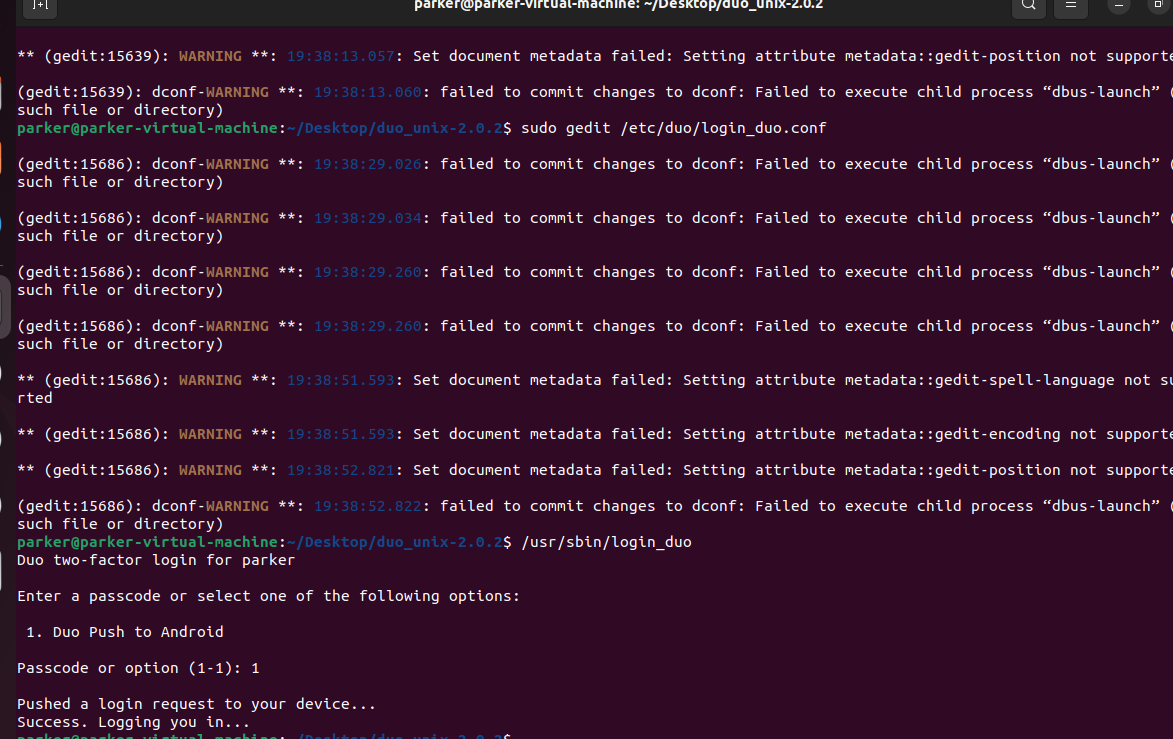 parker@parker-virtual-machine: ~/Desktop/duo_unix-2.0.2
** (gedit:15639): WARNING **: 19:38:13.057: Set document metadata failed: Setting attribute metadata::gedit-position not supporte
(gedit:15639): dconf-WARNING **: 19:38:13.060: failed to commit changes to dconf: Failed to execute child process “dbus-launch” (
such file or directory)
parker@parker-virtual-machine:~/Desktop/duo_unix-2.0.2$ sudo gedit /etc/duo/login_duo.conf
(gedit:15686): dconf-WARNING **: 19:38:29.026: failed to commit changes to dconf: Failed to execute child process “dbus-launch” (
such file or directory)
(gedit:15686): dconf-WARNING **: 19:38:29.034: failed to commit changes to dconf: Failed to execute child process “dbus-launch” (
such file or directory)
(gedit:15686): dconf-WARNING **: 19:38:29.260: failed to commit changes to dconf: Failed to execute child process “dbus-launch” (
such file or directory)
(gedit:15686): dconf-WARNING **: 19:38:29.260: failed to commit changes to dconf: Failed to execute child process “dbus-launch” (
such file or directory)
** (gedit:15686): WARNING **: 19:38:51.593: Set document metadata failed: Setting attribute metadata::gedit-spell-language not su
rted
** (gedit:15686): WARNING **: 19:38:51.593: Set document metadata failed: Setting attribute metadata::gedit-encoding not supporte
** (gedit:15686): WARNING **: 19:38:52.821: Set document metadata failed: Setting attribute metadata::gedit-position not supporte
(gedit:15686): dconf-WARNING **: 19:38:52.822: failed to commit changes to dconf: Failed to execute child process “dbus-launch” (
such file or directory)
parker@parker-virtual-machine:~/Desktop/duo_unix-2.0.2$ /usr/sbin/login_duo
Duo two-factor login for parker
Enter a passcode or select one of the following options:
1. Duo Push to Android
Passcode or option (1-1): 1
Pushed a login request to your device...
Success. Logging you in...
parker@parker-virtual-machine:~/Desktop/duo_unix-2.0.2$